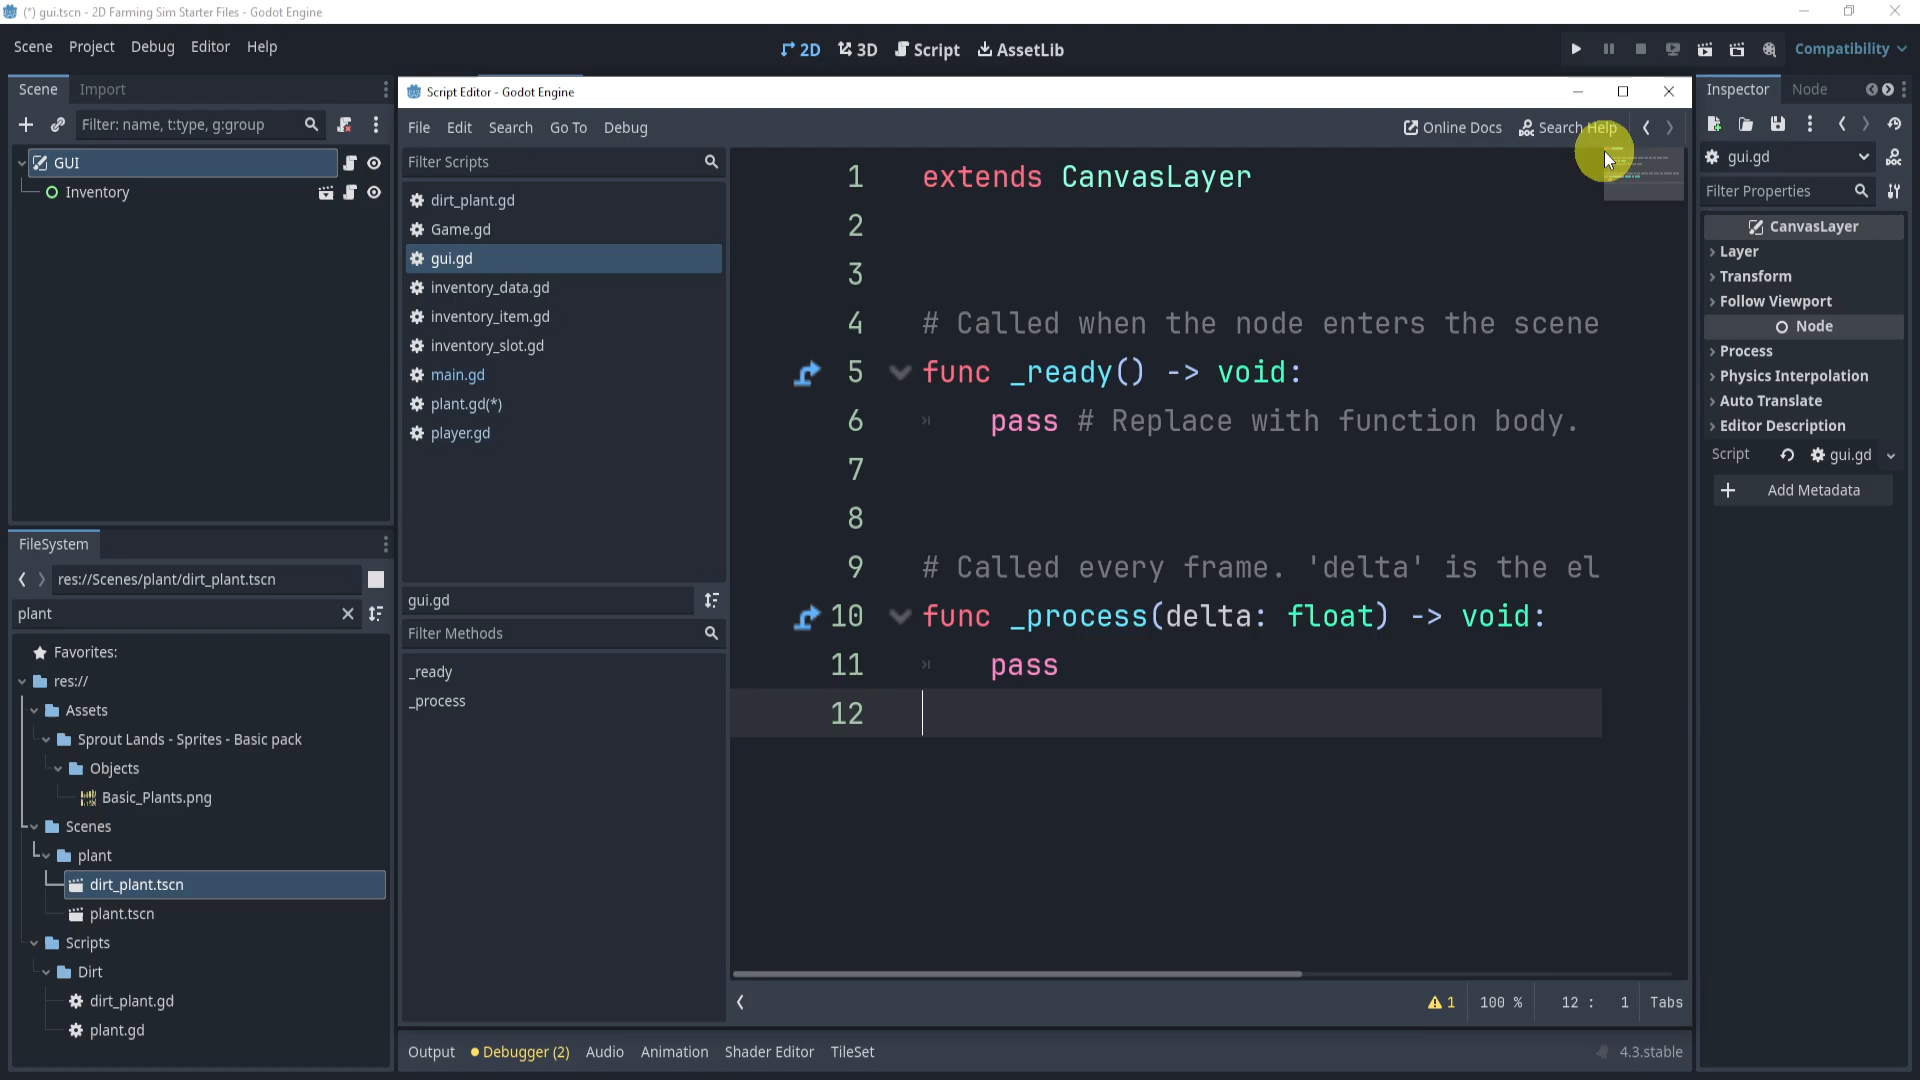 (*) gui.tscn - 2D Farming Sim Starter Files - Godot Engine
Scene Project Debug Editor Help
2D 3D Script AssetLib
Compatibility
Scene Import
Filter: name, t:type, g:group
GUI
Inventory
Script Editor - Godot Engine
File Edit Search Go To Debug
Online Docs Search Help
Filter Scripts
dirt_plant.gd
Game.gd
gui.gd
inventory_data.gd
inventory_item.gd
inventory_slot.gd
main.gd
plant.gd(*)
player.gd
gui.gd
Filter Methods
_ready
_process
1 extends CanvasLayer
2
3
4 # Called when the node enters the scene
5 func _ready() -> void:
6 pass # Replace with function body.
7
8
9 # Called every frame. 'delta' is the el
10 func _process(delta: float) -> void:
11 pass
12
1 100 % 12 : 1 Tabs
Inspector Node
gui.gd
Filter Properties
CanvasLayer
Layer
Transform
Follow Viewport
Node
Process
Physics Interpolation
Auto Translate
Editor Description
Script gui.gd
Add Metadata
FileSystem
res://Scenes/plant/dirt_plant.tscn
plant
Favorites:
res://
Assets
Sprout Lands - Sprites - Basic pack
Objects
Basic_Plants.png
Scenes
plant
dirt_plant.tscn
plant.tscn
Scripts
Dirt
dirt_plant.gd
plant.gd
Output Debugger (2) Audio Animation Shader Editor TileSet
4.3.stable